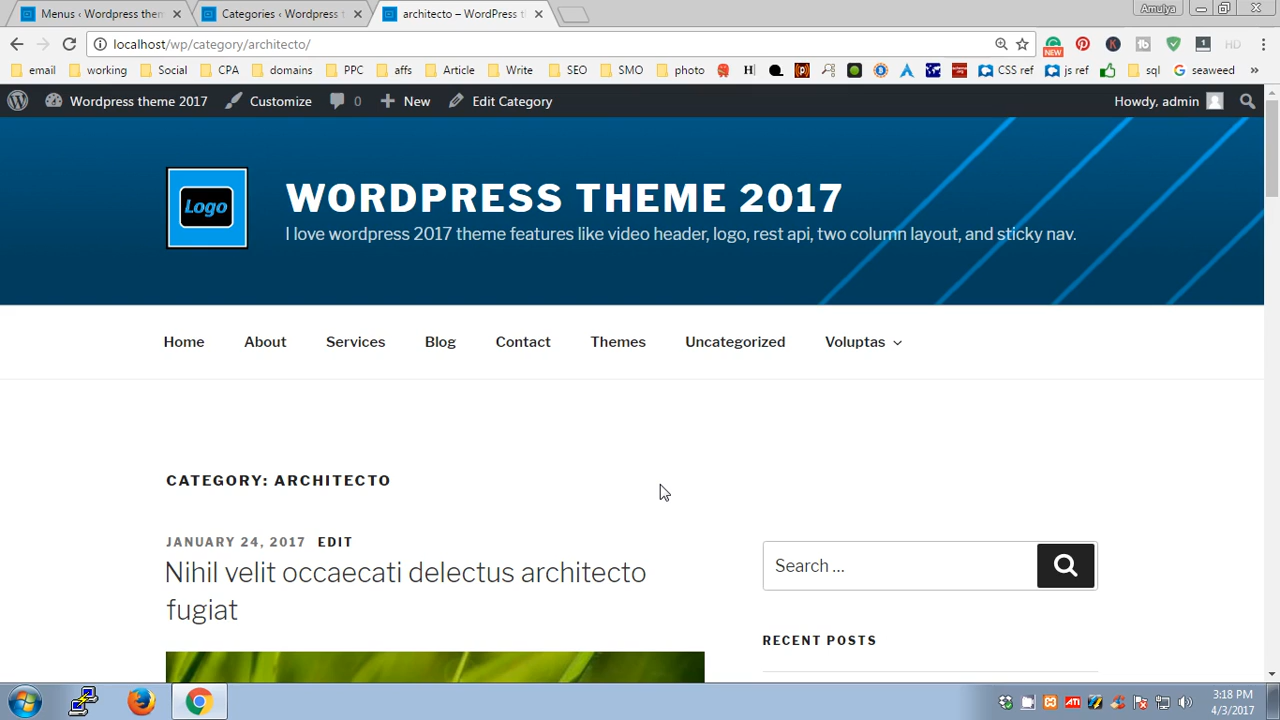 Menus ‹ Wordpress them
Categories ‹ Wordpress t
architecto – WordPress t
Amulya
localhost/wp/category/architecto/
NEW
K
1
HD
email
working
Social
CPA
domains
PPC
affs
Article
Write
SEO
SMO
photo
H
CSS ref
js ref
sql
seaweed
»
Wordpress theme 2017
Customize
0
New
Edit Category
Howdy, admin
Logo
WORDPRESS THEME 2017
I love wordpress 2017 theme features like video header, logo, rest api, two column layout, and sticky nav.
Home
About
Services
Blog
Contact
Themes
Uncategorized
Voluptas
CATEGORY: ARCHITECTO
JANUARY 24, 2017 EDIT
Nihil velit occaecati delectus architecto
fugiat
Search …
RECENT POSTS
ATI
3:18 PM
4/3/2017